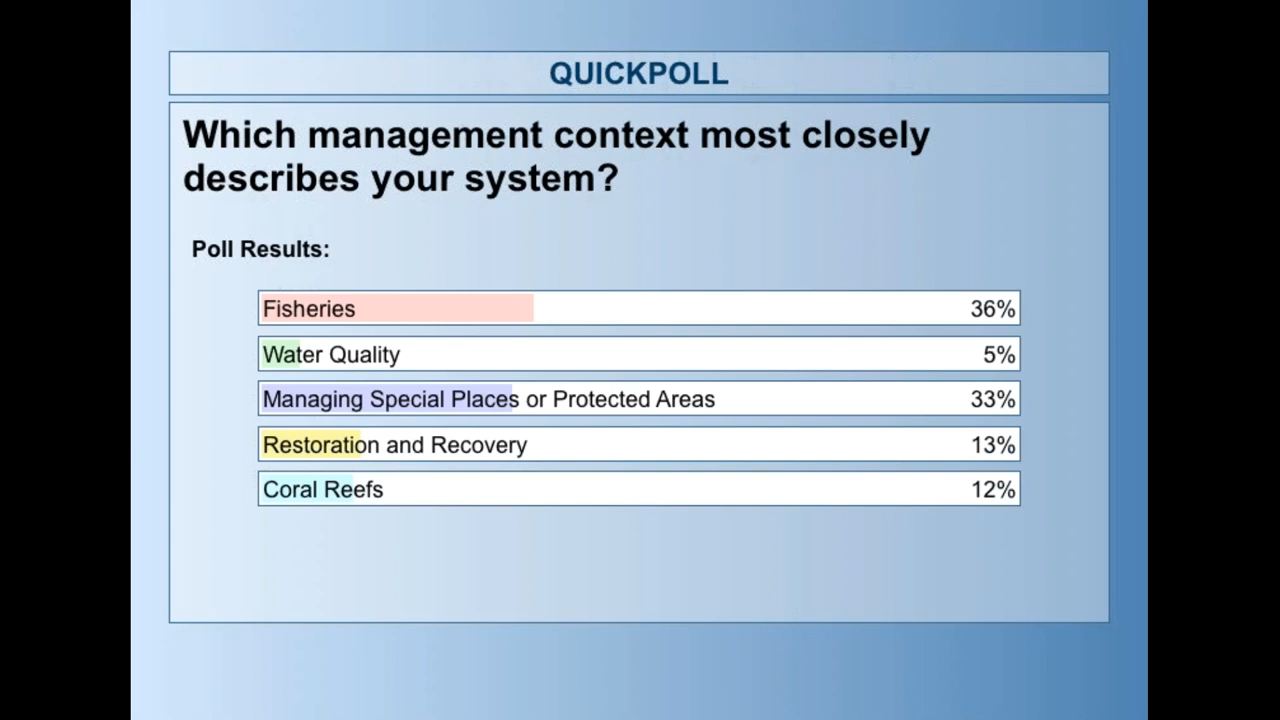 QUICKPOLL
Which management context most closely
describes your system?
Poll Results:
Fisheries 36%
Water Quality 5%
Managing Special Places or Protected Areas 33%
Restoration and Recovery 13%
Coral Reefs 12%